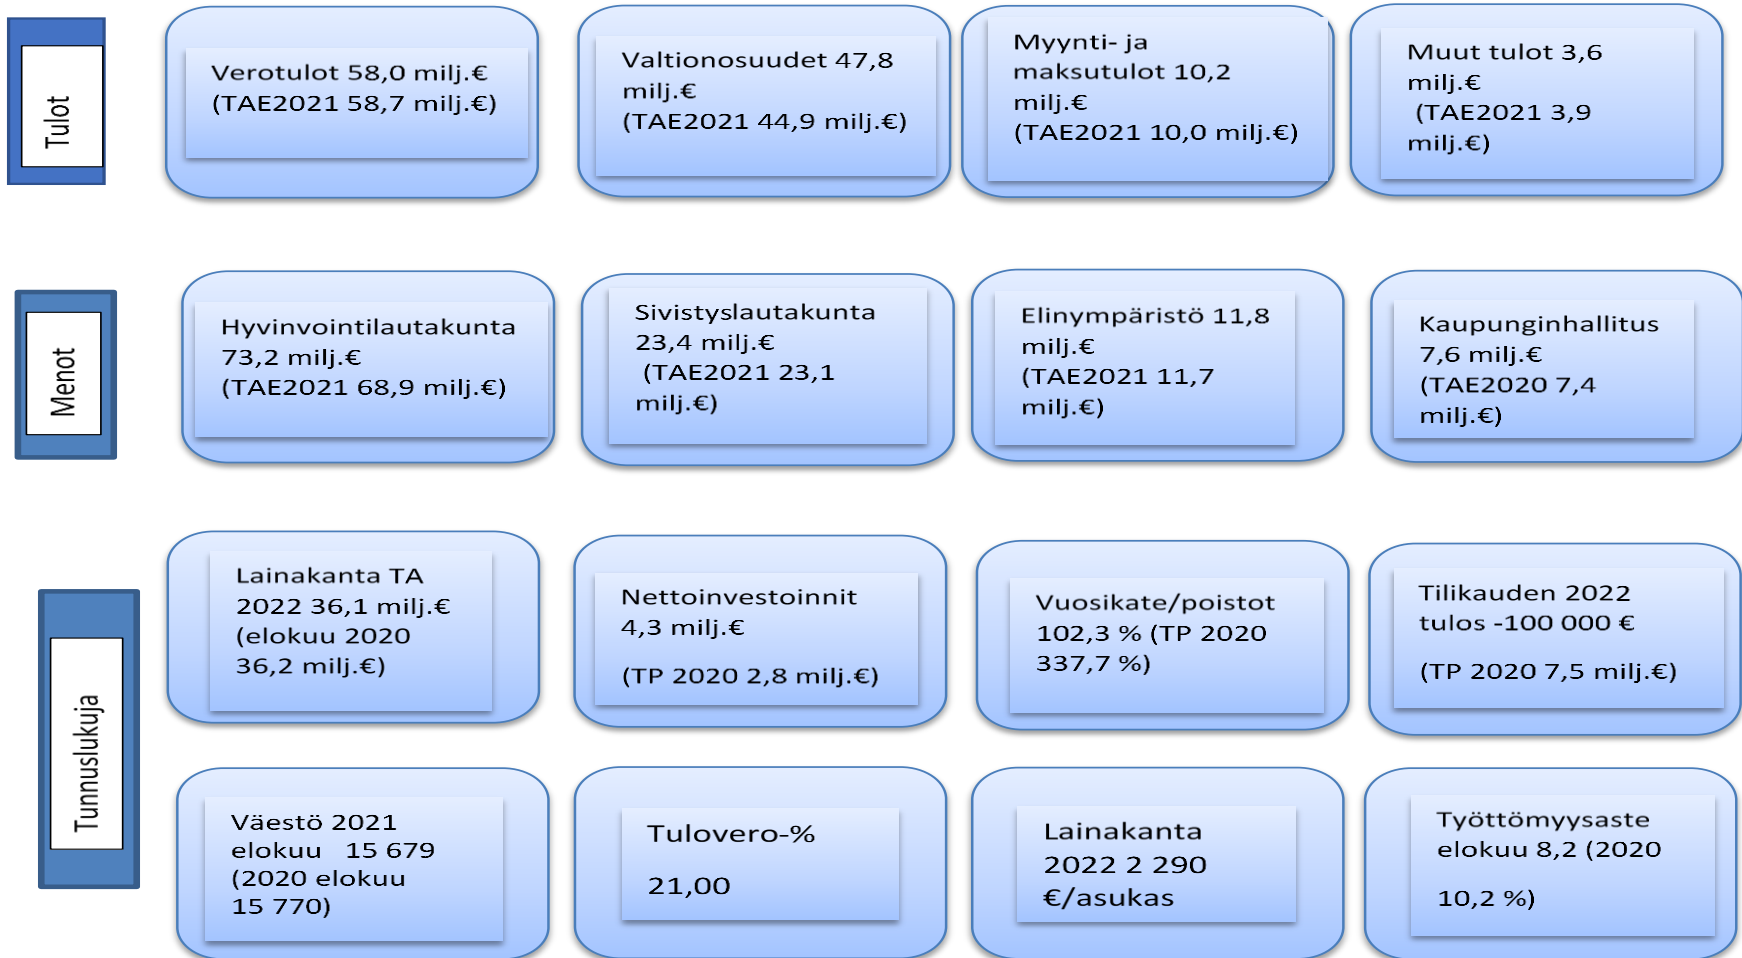 Tulot
Verotulot 58,0 milj.€
(TAE2021 58,7 milj.€)
Valtionosuudet 47,8
milj.€
(TAE2021 44,9 milj.€)
Myynti- ja
maksutulot 10,2
milj.€
(TAE2021 10,0 milj.€)
Muut tulot 3,6
milj.€
(TAE2021 3,9
milj.€)
Menot
Hyvinvointilautakunta
73,2 milj.€
(TAE2021 68,9 milj.€)
Sivistyslautakunta
23,4 milj.€
(TAE2021 23,1
milj.€)
Elinympäristö 11,8
milj.€
(TAE2021 11,7
milj.€)
Kaupunginhallitus
7,6 milj.€
(TAE2020 7,4
milj.€)
Tunnuslukuja
Lainakanta TA
2022 36,1 milj.€
(elokuu 2020
36,2 milj.€)
Nettoinvestoinnit
4,3 milj.€
(TP 2020 2,8 milj.€)
Vuosikate/poistot
102,3 % (TP 2020
337,7 %)
Tilikauden 2022
tulos -100 000 €
(TP 2020 7,5 milj.€)
Väestö 2021
elokuu 15 679
(2020 elokuu
15 770)
Tulovero-%
21,00
Lainakanta
2022 2 290
€/asukas
Työttömyysaste
elokuu 8,2 (2020
10,2 %)